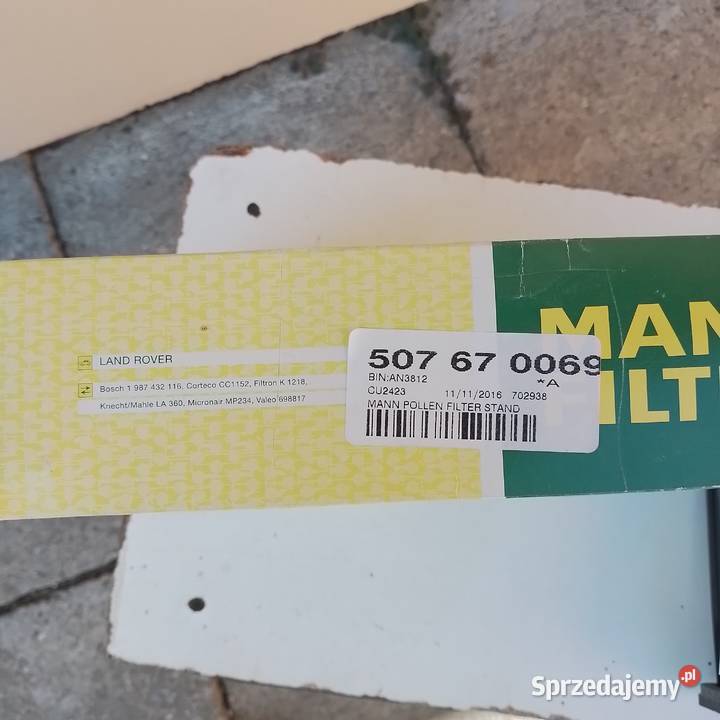 LAND ROVER
Bosch 1 987 432 116, Corteco CC1152, Filtron K 1218,
Knecht/Mahle LA 360, Micronair MP234, Valeo 698817
507 67 0069
*A
BIN:AN3812
CU2423 11/11/2016 702938
MANN POLLEN FILTER STAND
MAN
FILT
Sprzedajemy.pl